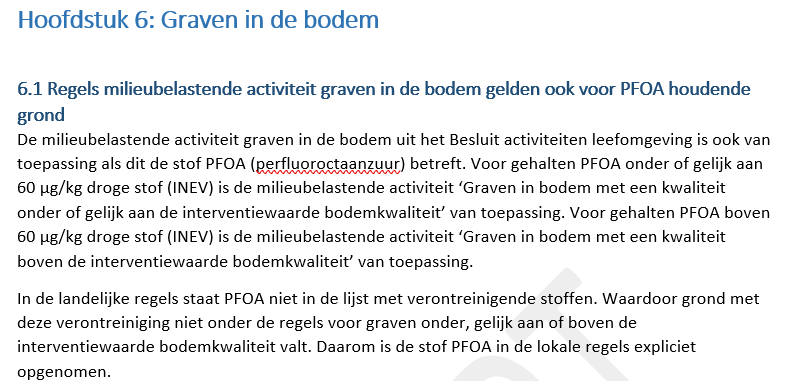 Hoofdstuk 6: Graven in de bodem
6.1 Regels milieubelastende activiteit graven in de bodem gelden ook voor PFOA houdende
grond
De milieubelastende activiteit graven in de bodem uit het Besluit activiteiten leefomgeving is ook van
toepassing als dit de stof PFOA (perfluoroctaanzuur) betreft. Voor gehalten PFOA onder of gelijk aan
60 µg/kg droge stof (INEV) is de milieubelastende activiteit ‘Graven in bodem met een kwaliteit
onder of gelijk aan de interventiewaarde bodemkwaliteit’ van toepassing. Voor gehalten PFOA boven
60 µg/kg droge stof (INEV) is de milieubelastende activiteit ‘Graven in bodem met een kwaliteit
boven de interventiewaarde bodemkwaliteit’ van toepassing.
In de landelijke regels staat PFOA niet in de lijst met verontreinigende stoffen. Waardoor grond met
deze verontreiniging niet onder de regels voor graven onder, gelijk aan of boven de
interventiewaarde bodemkwaliteit valt. Daarom is de stof PFOA in de lokale regels expliciet
opgenomen.